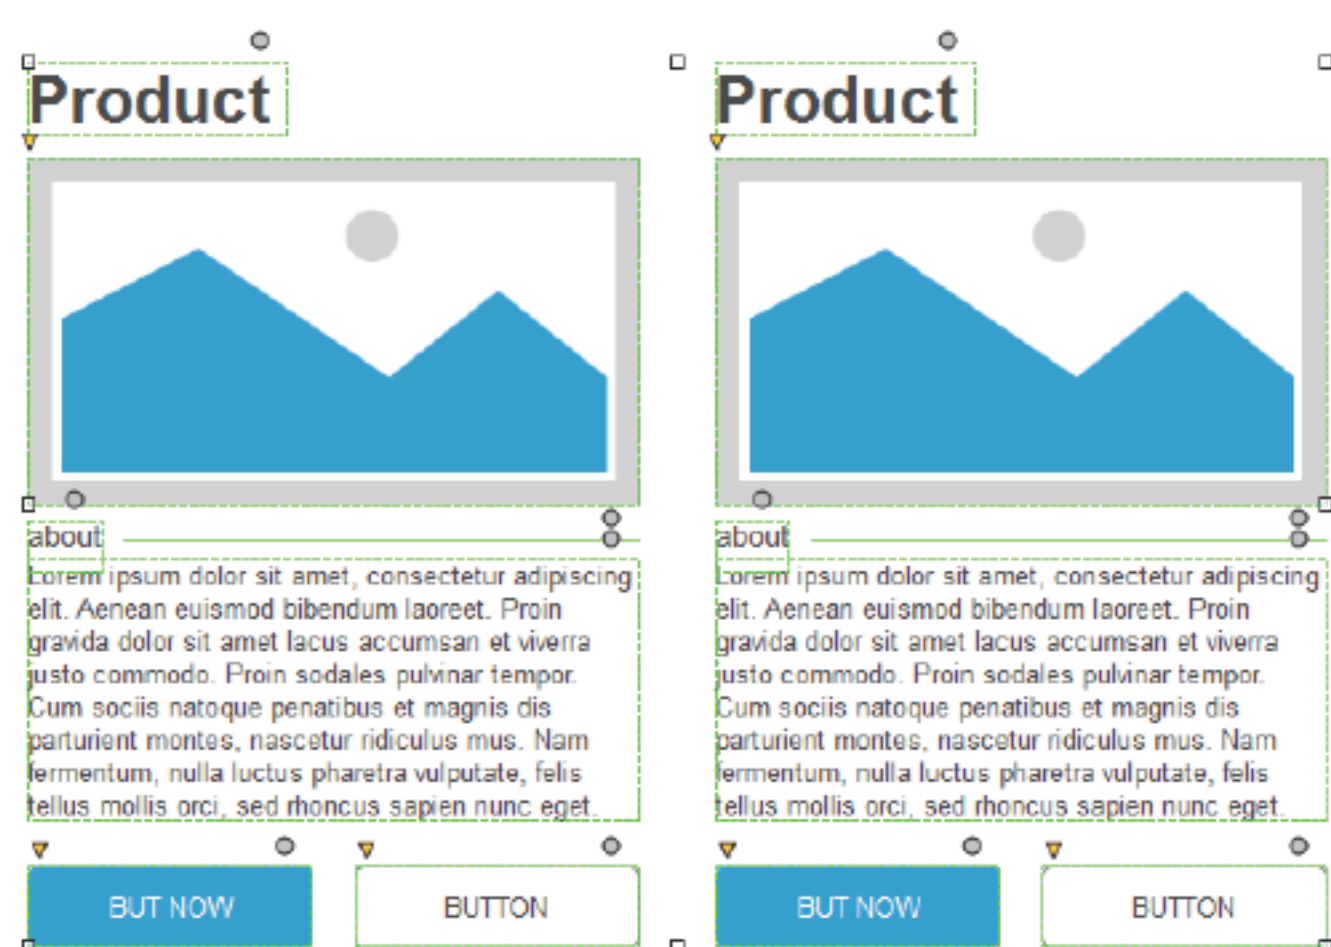 Product
about
Lorem ipsum dolor sit amet, consectetur adipiscing
elit. Aenean euismod bibendum laoreet. Proin
gravida dolor sit amet lacus accumsan et viverra
justo commodo. Proin sodales pulvinar tempor.
Cum sociis natoque penatibus et magnis dis
parturient montes, nascetur ridiculus mus. Nam
fermentum, nulla luctus pharetra vulputate, felis
tellus mollis orci, sed rhoncus sapien nunc eget.
BUT NOW
BUTTON
Product
about
Lorem ipsum dolor sit amet, consectetur adipiscing
elit. Aenean euismod bibendum laoreet. Proin
gravida dolor sit amet lacus accumsan et viverra
justo commodo. Proin sodales pulvinar tempor.
Cum sociis natoque penatibus et magnis dis
parturient montes, nascetur ridiculus mus. Nam
fermentum, nulla luctus pharetra vulputate, felis
tellus mollis orci, sed rhoncus sapien nunc eget.
BUT NOW
BUTTON